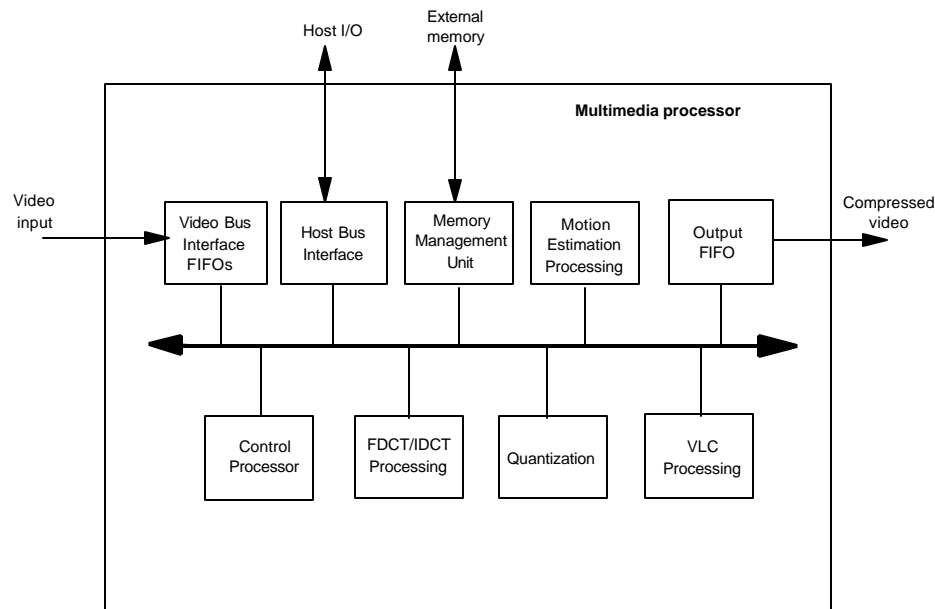 Host I/O
External
memory
Multimedia processor
Video
input
Video Bus
Interface
FIFOs
Host Bus
Interface
Memory
Management
Unit
Motion
Estimation
Processing
Output
FIFO
Compressed
video
Control
Processor
FDCT/IDCT
Processing
Quantization
VLC
Processing